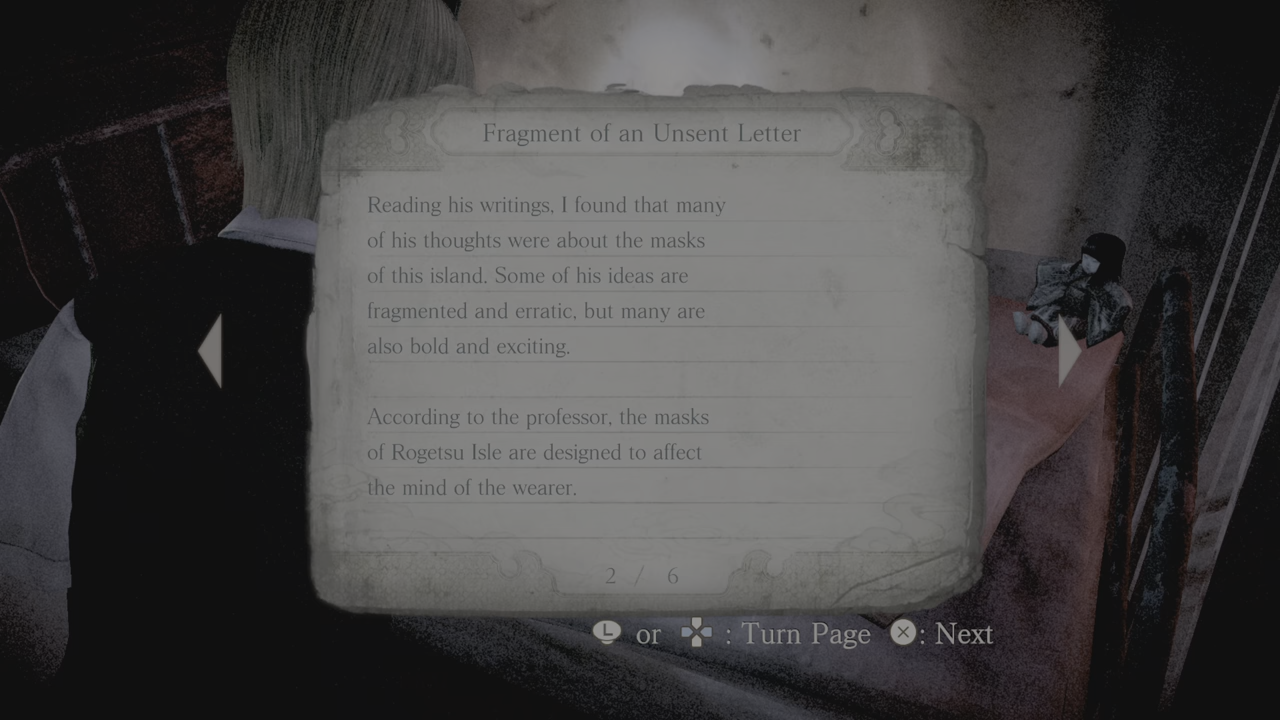 Fragment of an Unsent Letter
Reading his writings, I found that many
of his thoughts were about the masks
of this island. Some of his ideas are
fragmented and erratic, but many are
also bold and exciting.
According to the professor, the masks
of Rogetsu Isle are designed to affect
the mind of the wearer.
2 / 6
L or : Turn Page X: Next